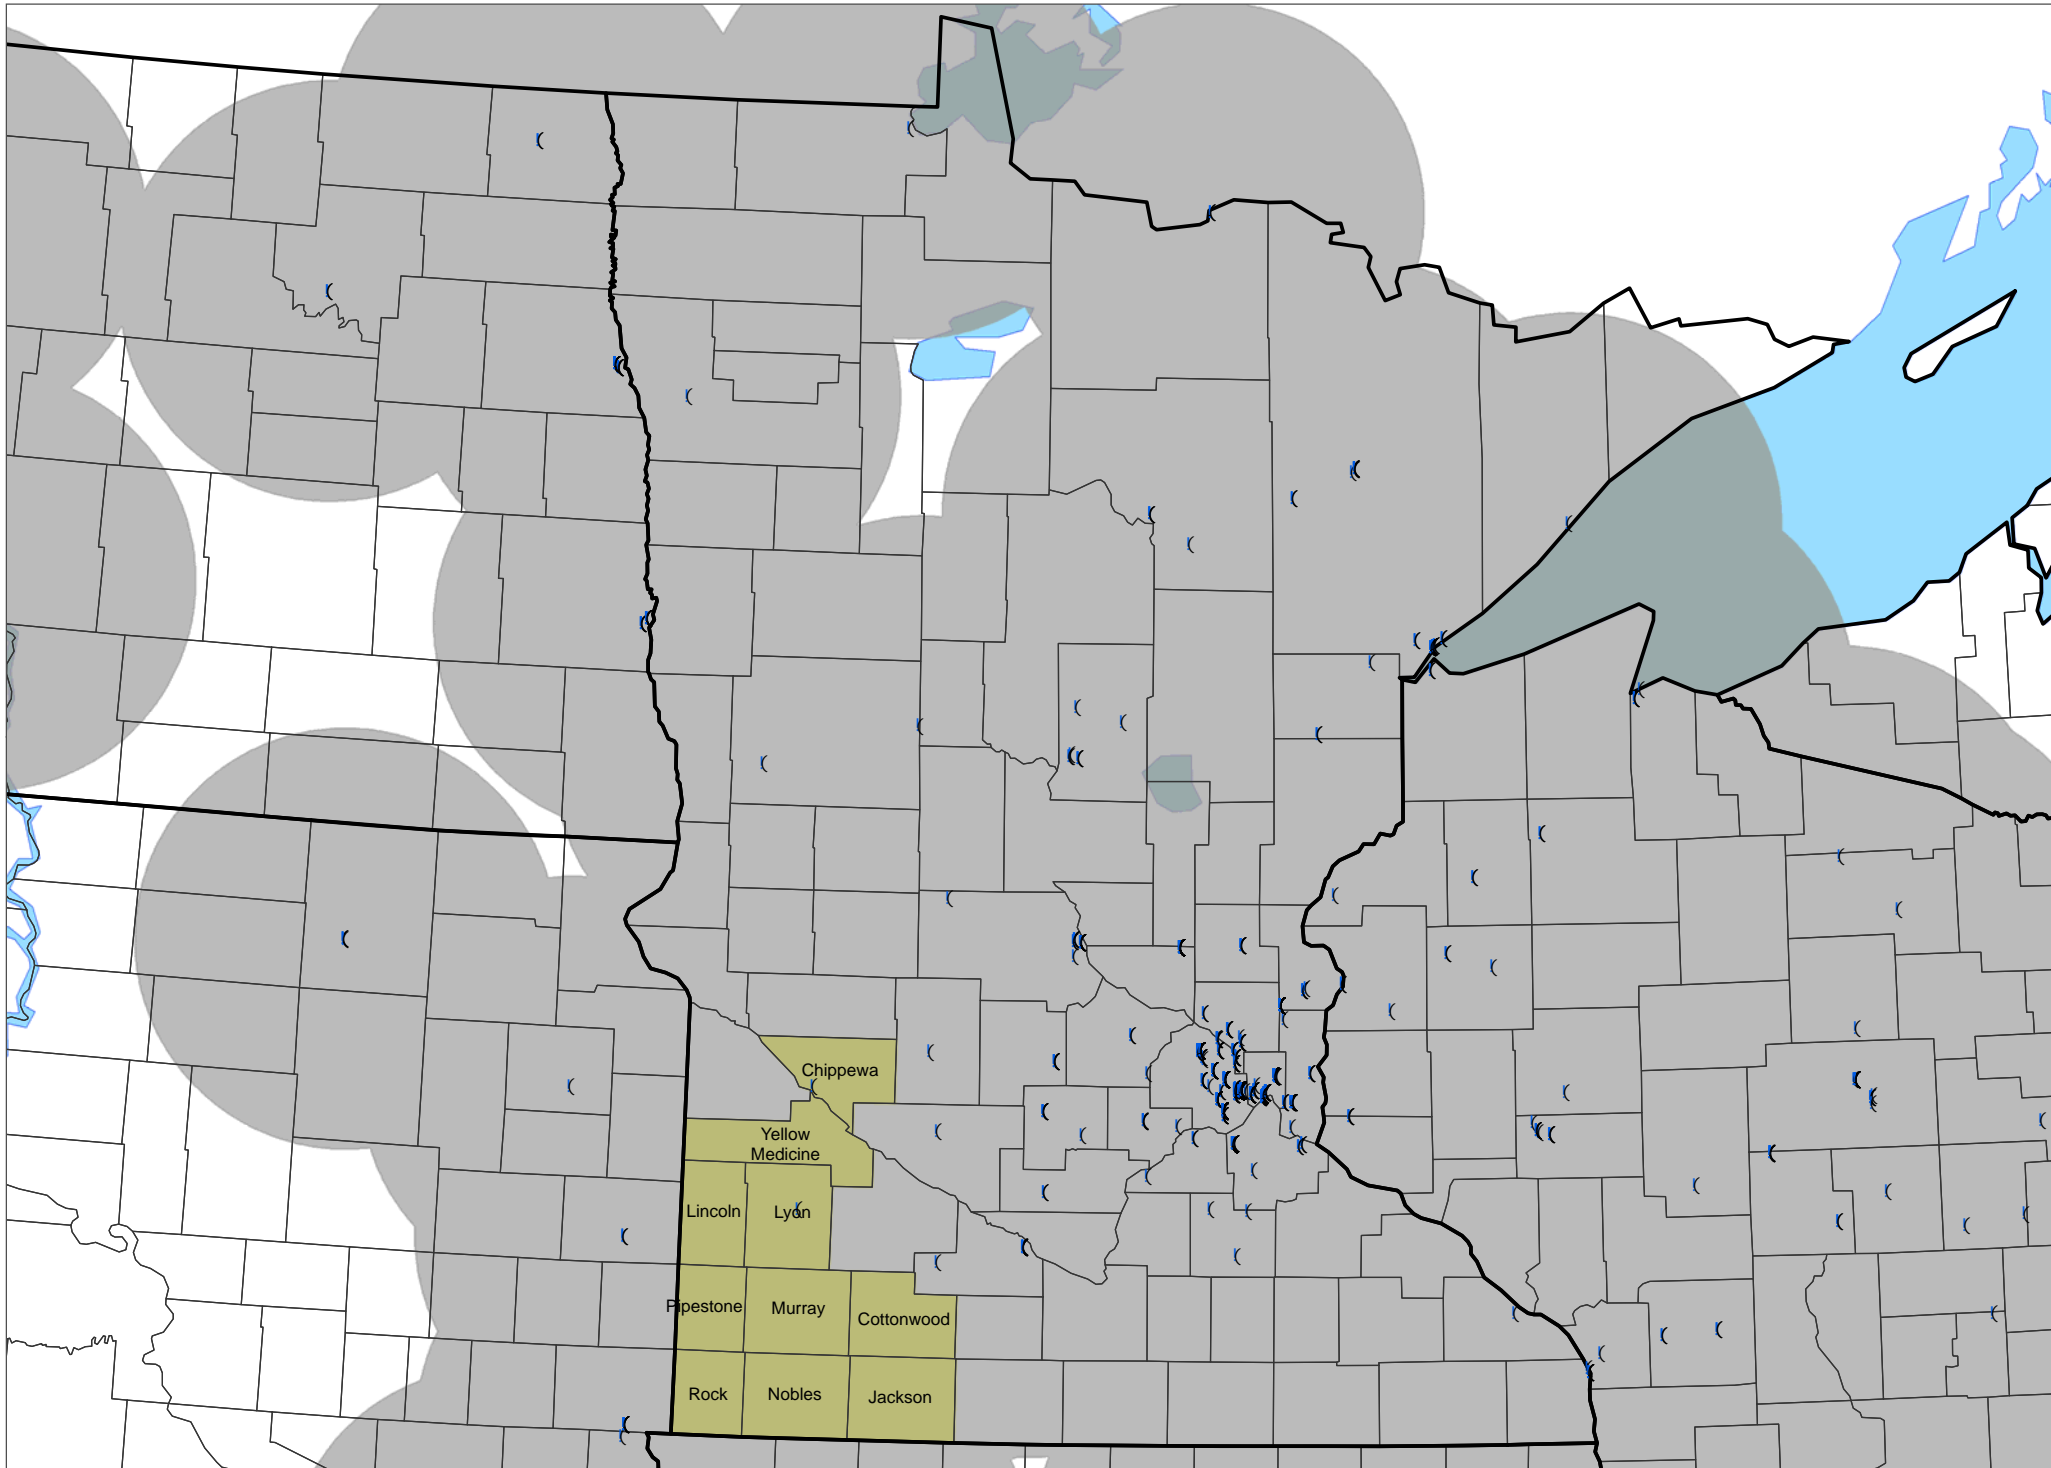 Chippewa
Yellow
Medicine
Lincoln
Lyon
Pipestone
Murray
Cottonwood
Rock
Nobles
Jackson